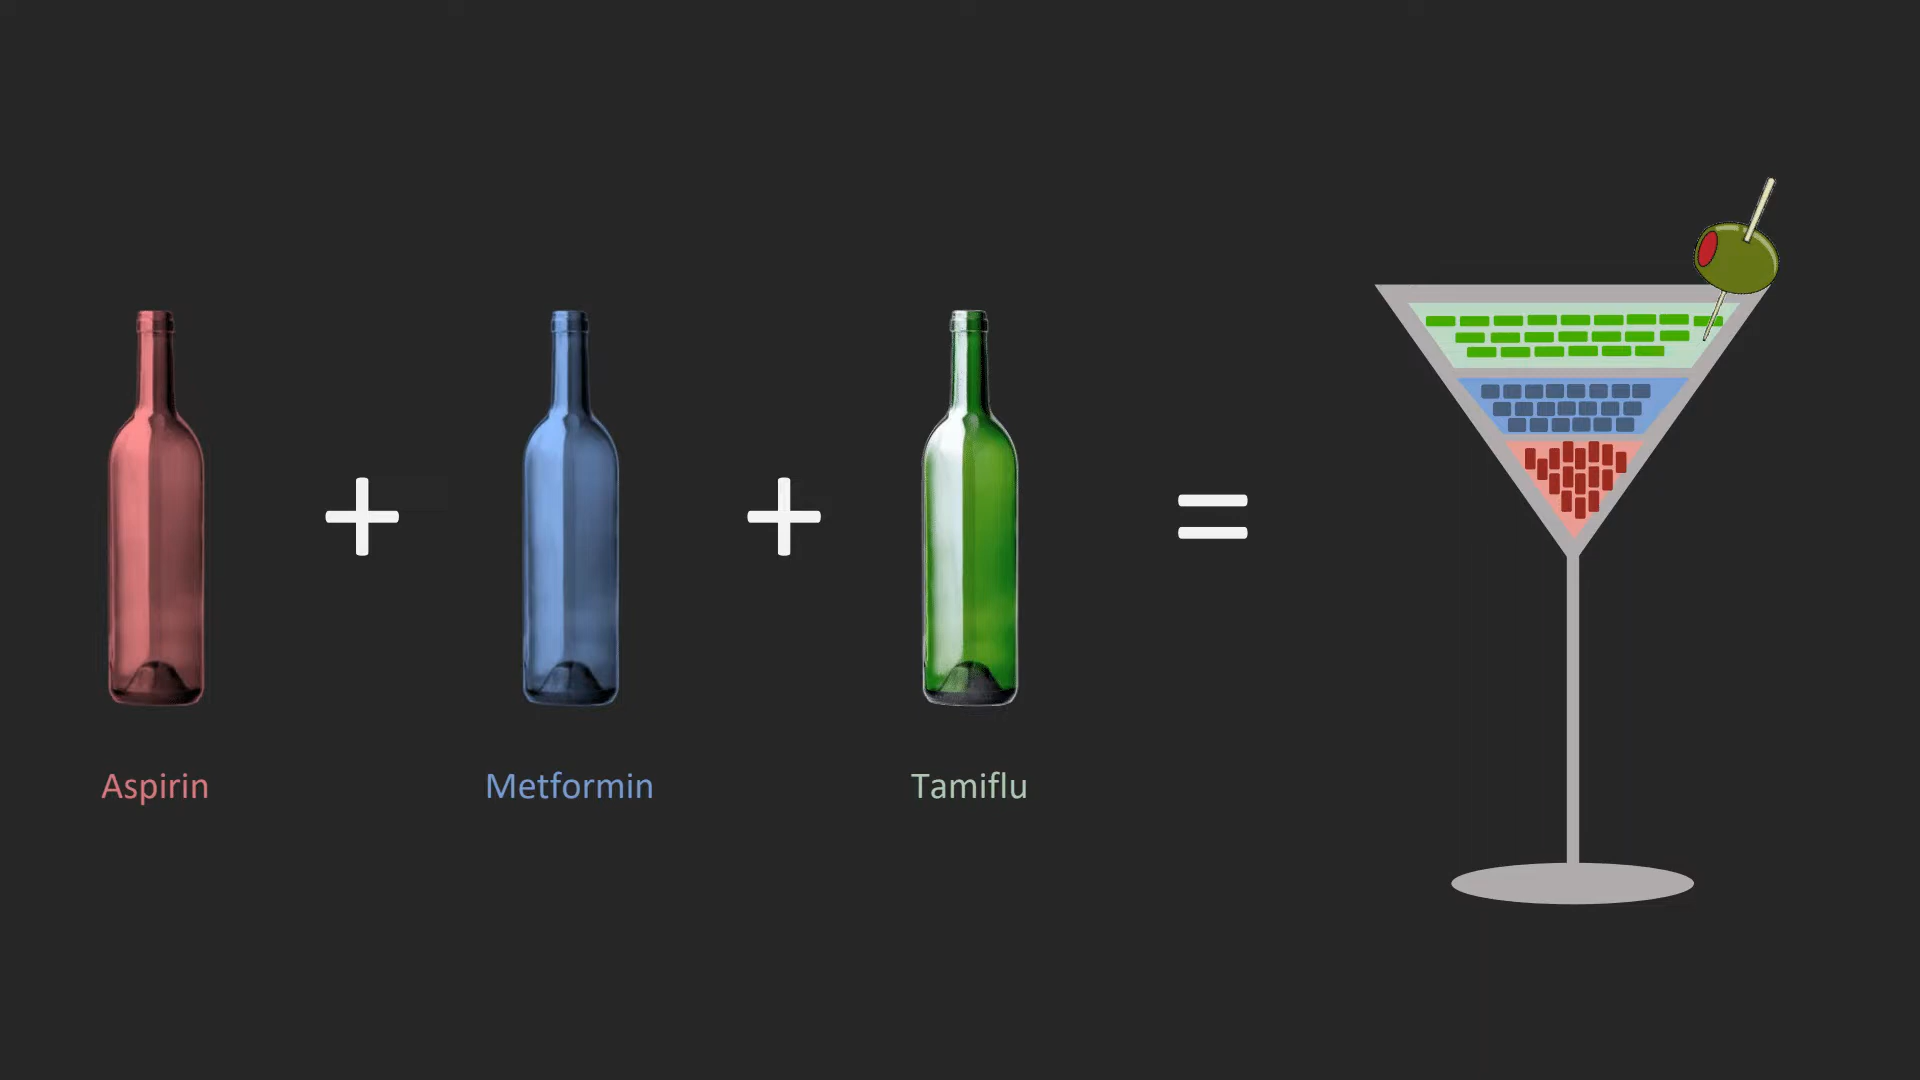 + + =
Aspirin Metformin Tamiflu